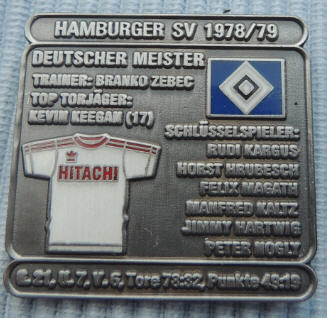 HAMBURGER SV 1978/79
DEUTSCHER MEISTER
TRAINER: BRANKO ZEBEC
TOP TORJÄGER:
KEVIN KEEGAN (17)
HITACHI
SCHLÜSSELSPIELER:
RUDI KARGUS
HORST HRUBESCH
FELIX MAGATH
MANFRED KALTZ
JIMMY HARTWIG
PETER NOGLY
G. 21, U. 7, V. 6, Tore 78:32, Punkte 49:19